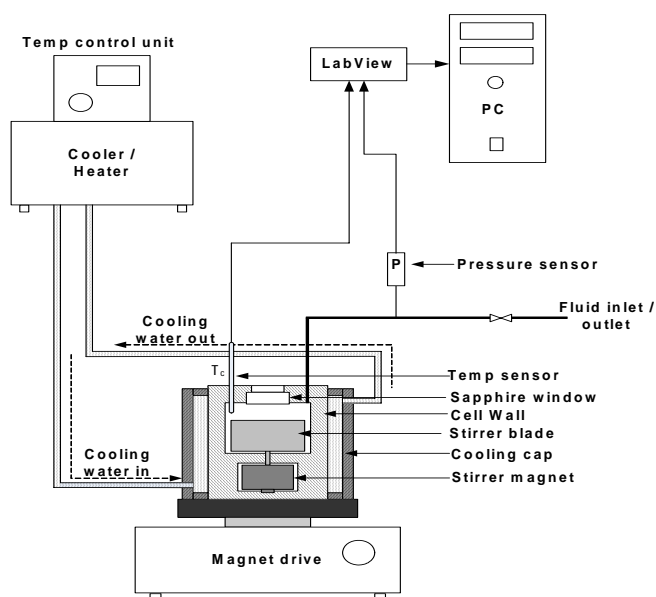 Temp control unit
Cooler /
Heater
LabView
PC
P
Pressure sensor
Fluid inlet /
outlet
Cooling
water out
Tc
Temp sensor
Sapphire window
Cell Wall
Stirrer blade
Cooling cap
Stirrer magnet
Cooling
water in
Magnet drive